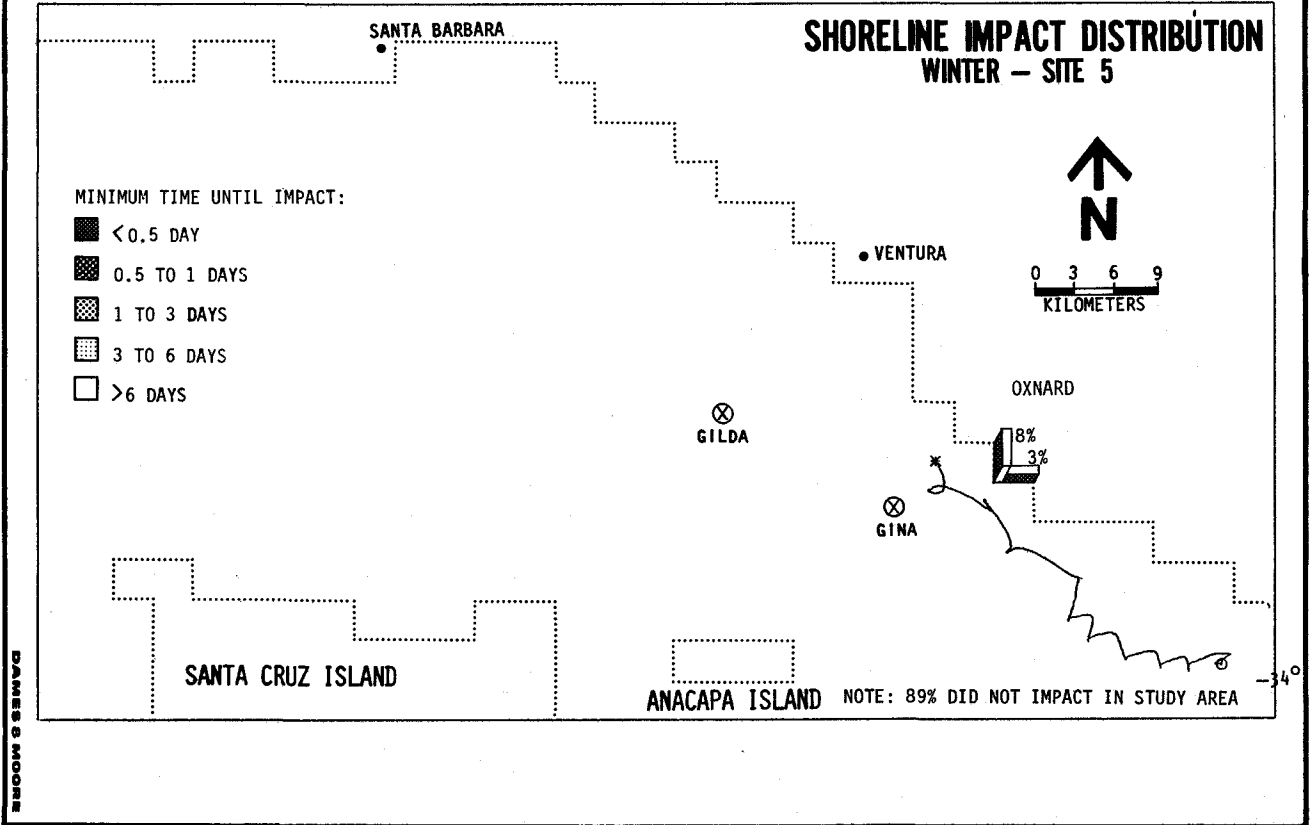 SANTA BARBARA
SHORELINE IMPACT DISTRIBUTION
WINTER – SITE 5
N
0 3 6 9
KILOMETERS
MINIMUM TIME UNTIL IMPACT:
<0.5 DAY
0.5 TO 1 DAYS
1 TO 3 DAYS
3 TO 6 DAYS
>6 DAYS
VENTURA
OXNARD
GILDA
8%
3%
GINA
SANTA CRUZ ISLAND
ANACAPA ISLAND
NOTE: 89% DID NOT IMPACT IN STUDY AREA
34°
DAMES & MOORE